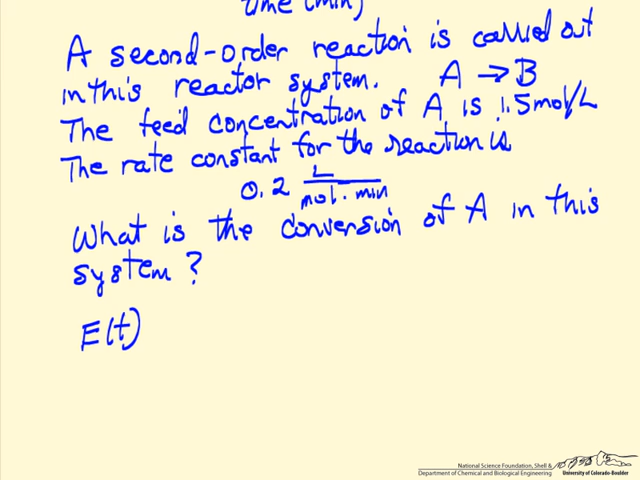 time (min)
A second-order reaction is carried out
in this reactor system. A → B
The feed concentration of A is 1.5 mol/L
The rate constant for the reaction is
0.2 L/mol·min
What is the conversion of A in this
system?
E(t)
National Science Foundation, Shell &
Department of Chemical and Biological Engineering
University of Colorado-Boulder